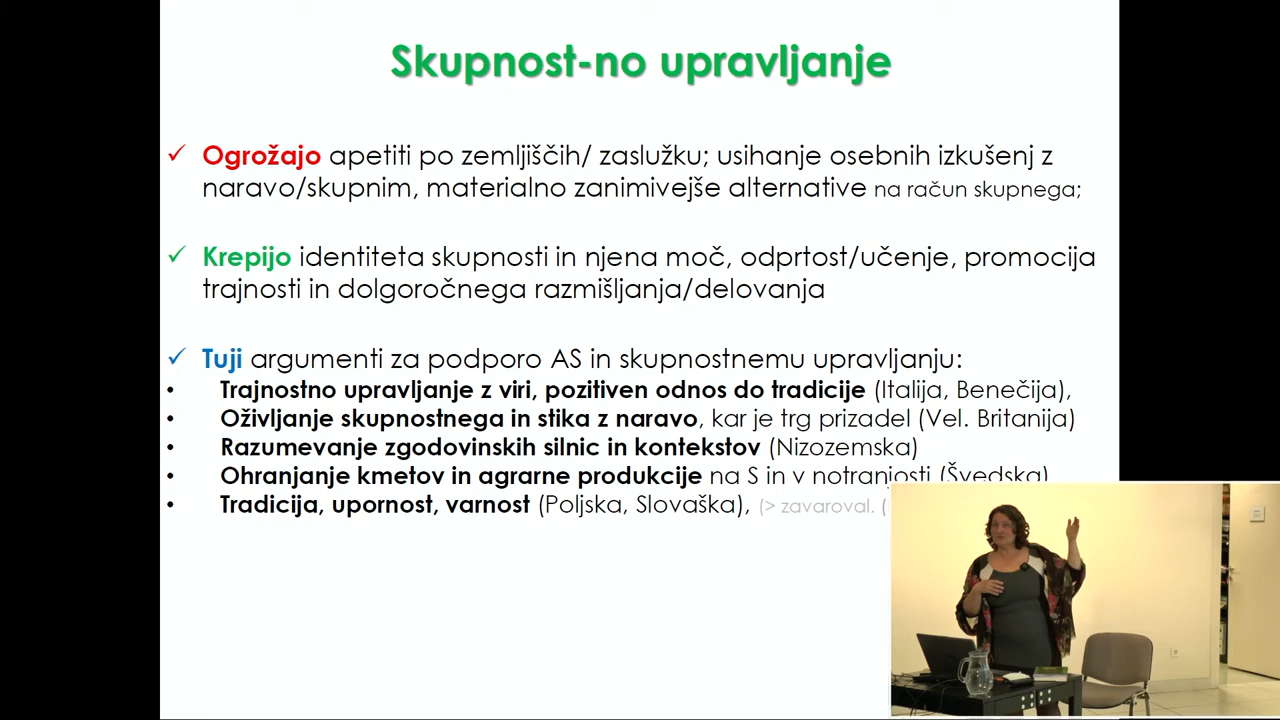 Skupnost-no upravljanje
✓ Ogrožajo apetiti po zemljiščih/ zaslužku; usihanje osebnih izkušenj z
naravo/skupnim, materialno zanimivejše alternative na račun skupnega;
✓ Krepijo identiteta skupnosti in njena moč, odprtost/učenje, promocija
trajnosti in dolgoročnega razmišljanja/delovanja
✓ Tuji argumenti za podporo AS in skupnostnemu upravljanju:
• Trajnostno upravljanje z viri, pozitiven odnos do tradicije (Italija, Benečija),
• Oživljanje skupnostnega in stika z naravo, kar je trg prizadel (Vel. Britanija)
• Razumevanje zgodovinskih silnic in kontekstov (Nizozemska)
• Ohranjanje kmetov in agrarne produkcije na S in v notranjosti (Švedska)
• Tradicija, upornost, varnost (Poljska, Slovaška), (> zavaroval.